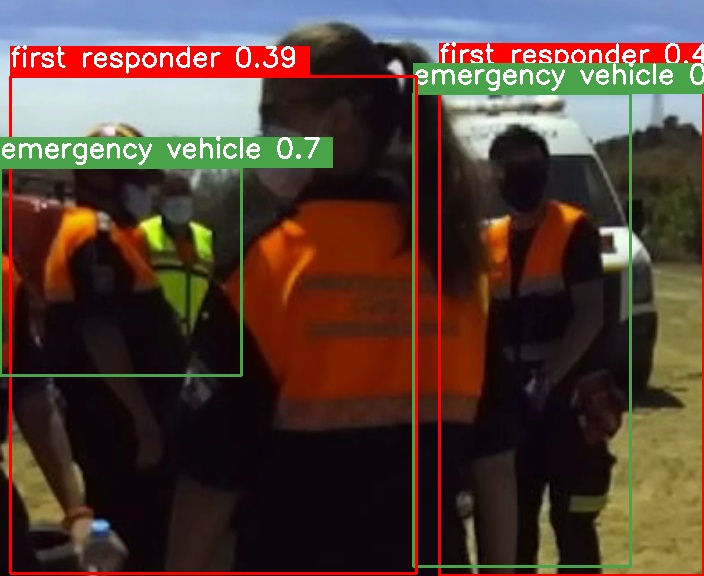 first responder 0.39
first responder 0.4
emergency vehicle 0
emergency vehicle 0.7